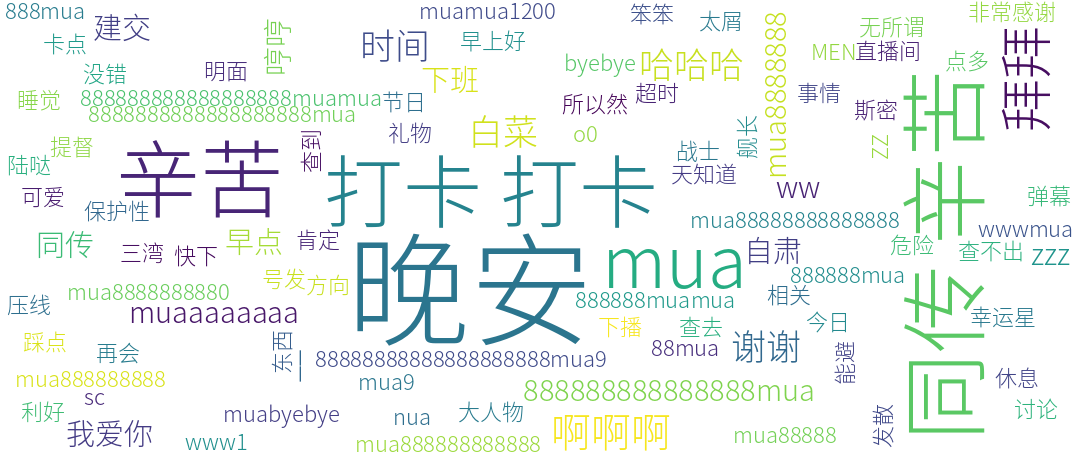 888mua
muamua1200
笨笨
太屑
非常感谢
建交
哼哼
时间
早上好
无所谓
卡点
MEN
直播间
拜拜
没错
明面
下班
byebye
哈哈哈
mua88888888
点多
睡觉
888888888888888888muamua
节日
所以然
超时
事情
8888888888888888888mua
礼物
白菜
o0
舰长
斯密
辛苦
提督
查到
战士
zz
陆哒
辛苦
打卡 打卡
天知道
可爱
ww
弹幕
保护性
mua88888888888888
wwwmua
同传
三湾
快下
早点
肯定
晚安
mua
自肃
危险
查不出
zzz
号发
方向
888888mua
mua8888888880
888888muamua
相关
同传
压线
muaaaaaaaa
下播
查去
今日
幸运星
踩点
再会
东西
88mua
谢谢
能避
88888888888888888888mua9
mua888888888
mua9
888888888888888mua
休息
sc
利好
muabyebye
nua
大人物
讨论
我爱你
www1
啊啊啊
mua88888
发散
mua888888888888